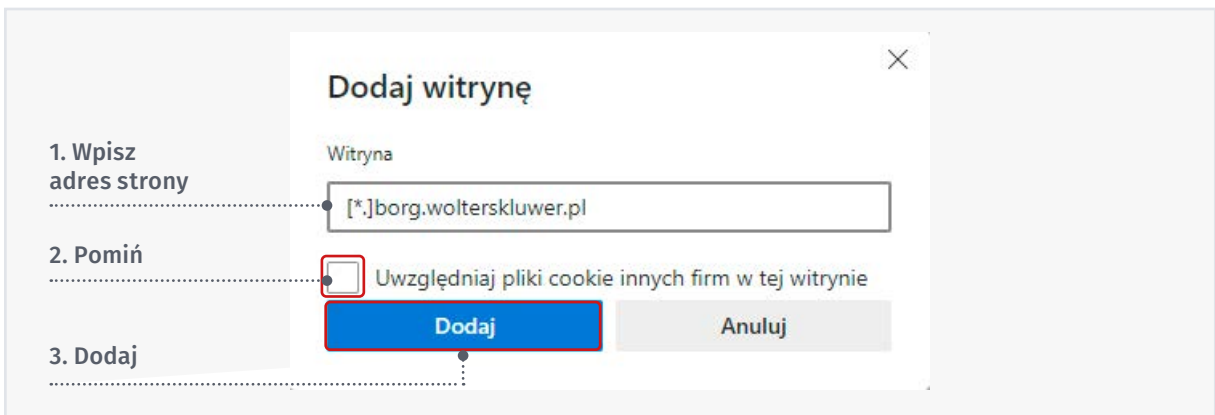 Dodaj witrynę
1. Wpisz
adres strony
Witryna
[*.]borg.wolterskluwer.pl
2. Pomiń
Uwzględniaj pliki cookie innych firm w tej witrynie
Dodaj
Anuluj
3. Dodaj